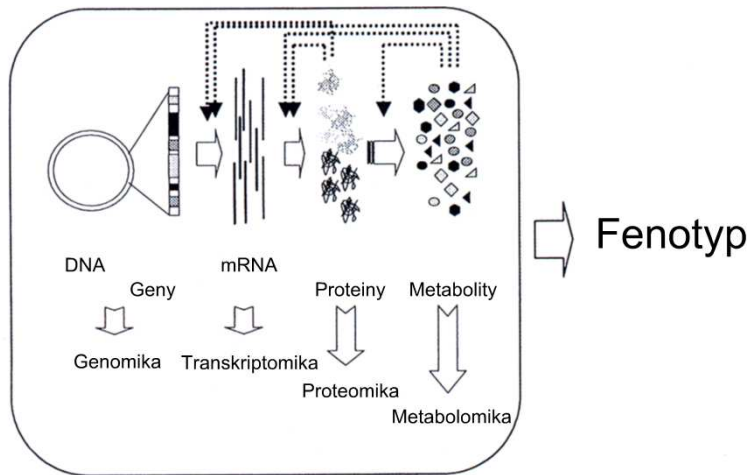 DNA
Geny
mRNA
Proteiny
Metabolity
Genomika
Transkriptomika
Proteomika
Metabolomika
Fenotyp